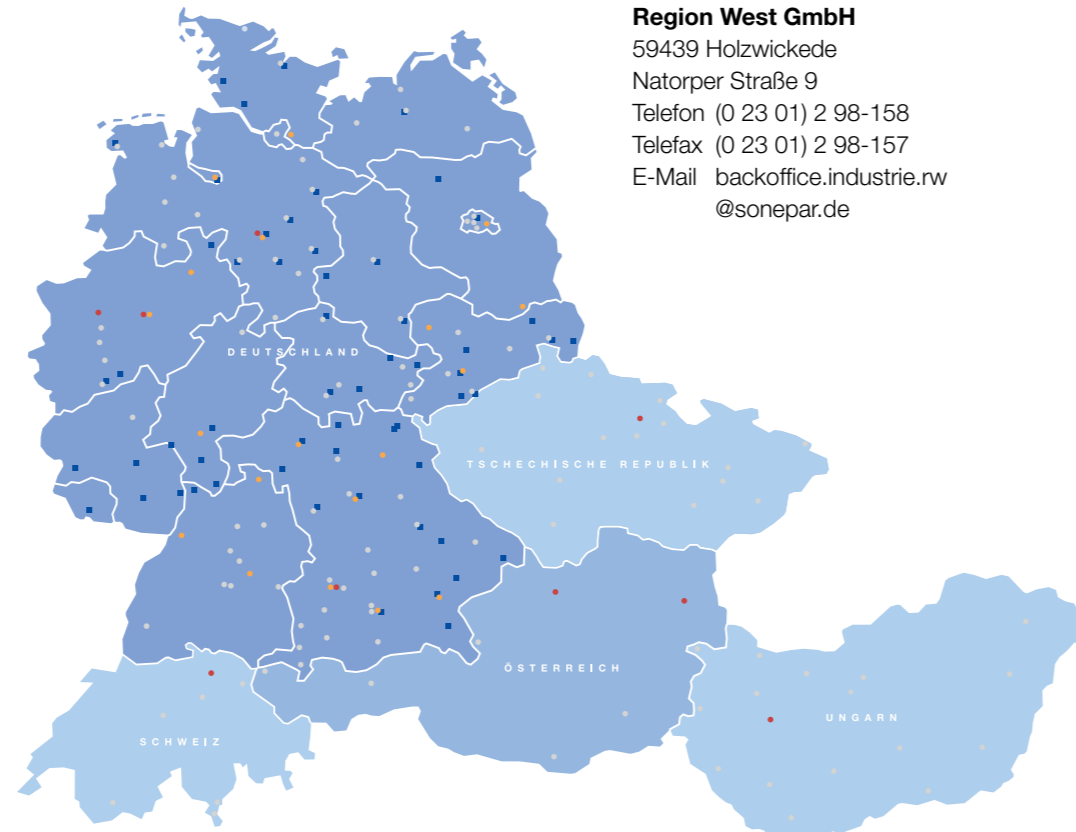 Region West GmbH
59439 Holzwickede
Natorper Straße 9
Telefon (0 23 01) 2 98-158
Telefax (0 23 01) 2 98-157
E-Mail backoffice.industrie.rw
@sonepar.de
DEUTSCHLAND
TSCHECHISCHE REPUBLIK
ÖSTERREICH
UNGARN
SCHWEIZ